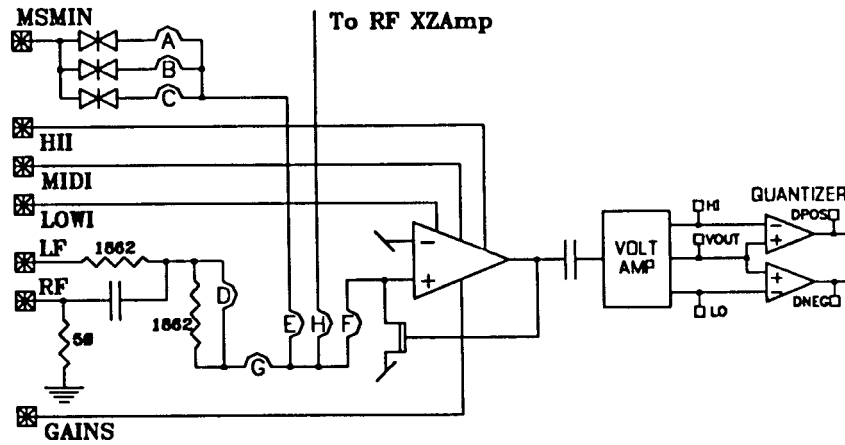 MSMIN
To RF XZAmp
A
B
C
HII
MIDI
LOWI
LF
1862
RF
D
1862
50
E
H
F
G
GAINS
-
+
VOLT
AMP
HI
VOUT
LO
QUANTIZER
DPOS
-
+
+
-
DNEG